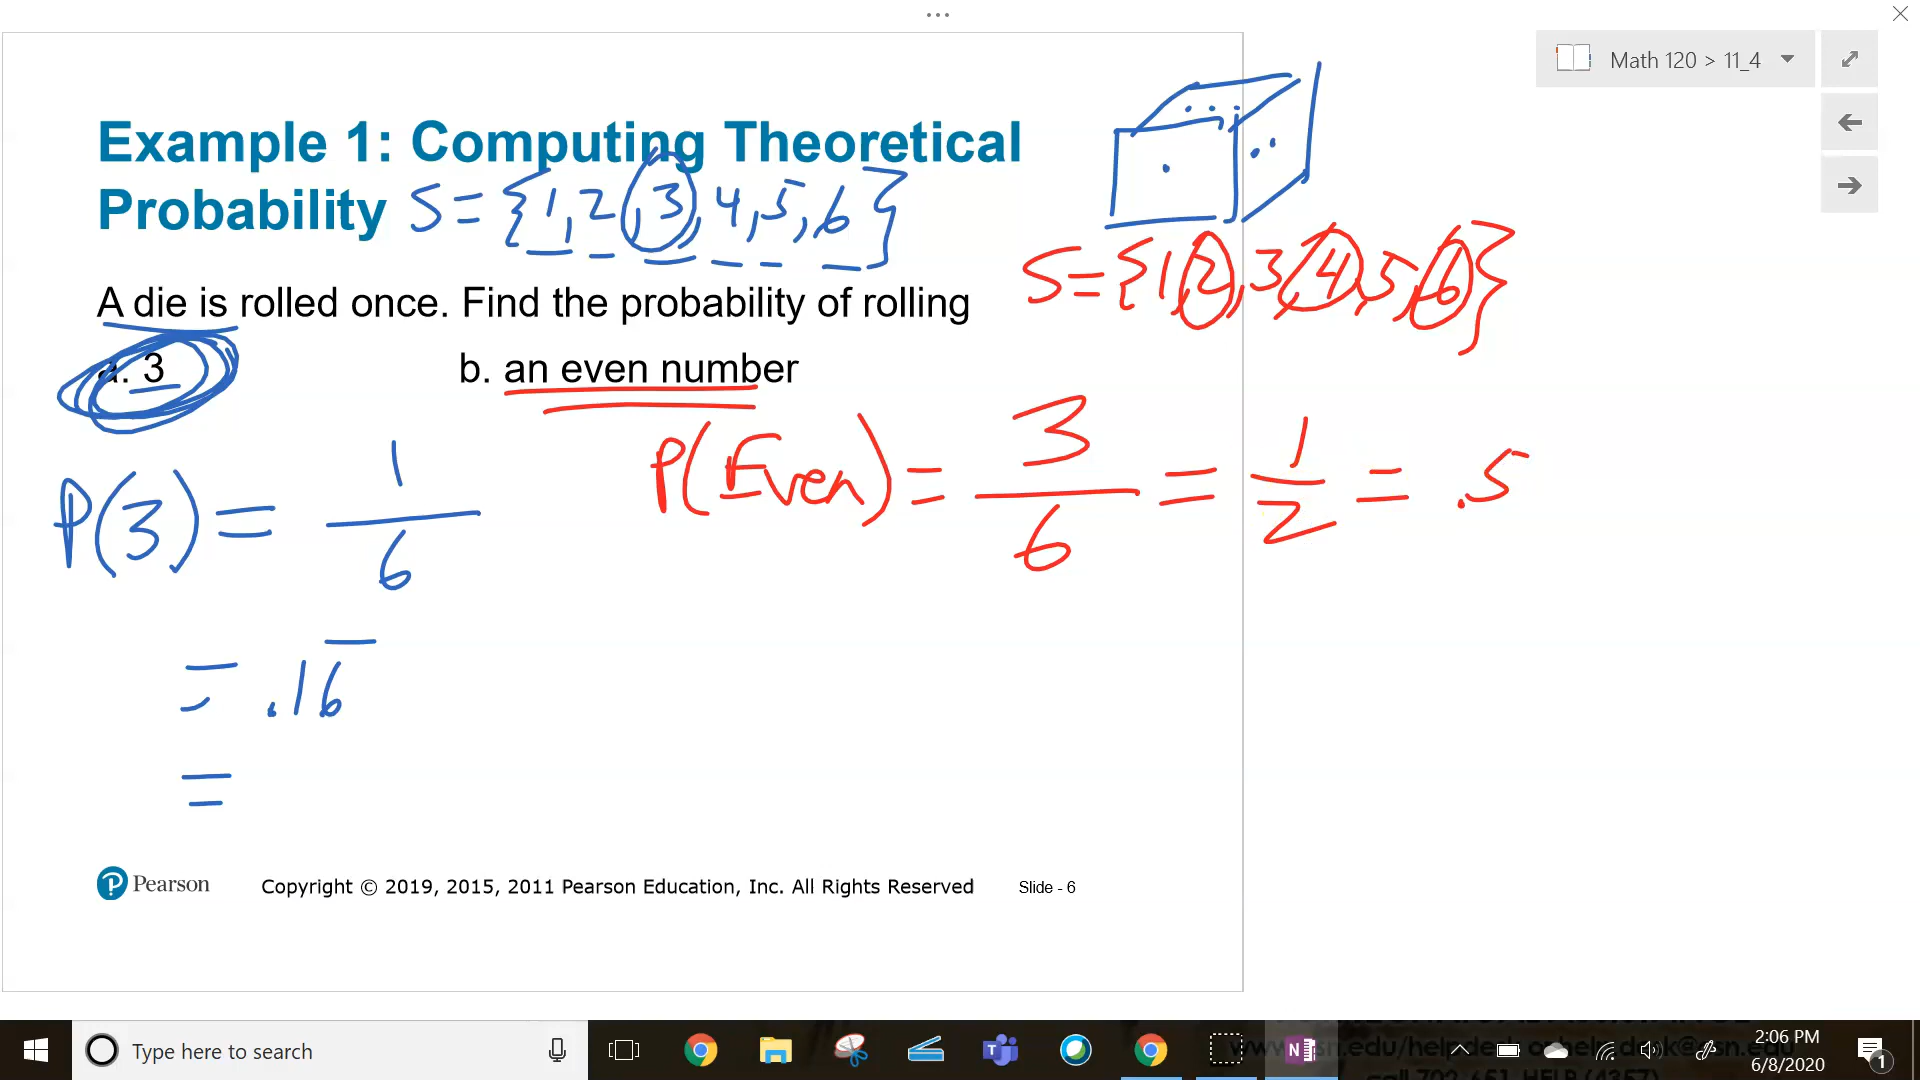 Math 120 > 11_4
Example 1: Computing Theoretical
Probability S = {1, 2, 3, 4, 5, 6}
S = {1, 2, 3, 4, 5, 6}
A die is rolled once. Find the probability of rolling
a. 3 b. an even number
P(3) = 1/6
P(Even) = 3/6 = 1/2 = .5
= .16̅
=
Pearson Copyright © 2019, 2015, 2011 Pearson Education, Inc. All Rights Reserved Slide - 6
Type here to search
N
2:06 PM
6/8/2020
1